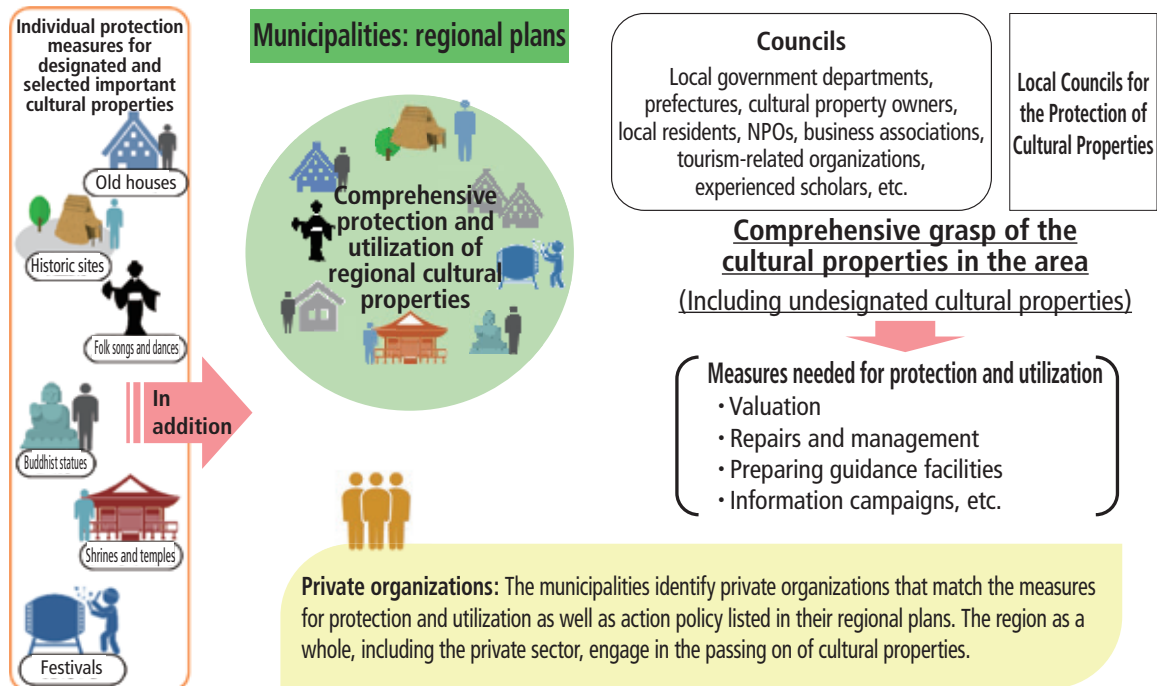 Individual protection
measures for
designated and
selected important
cultural properties
Old houses
Historic sites
Folk songs and dances
Buddhist statues
Shrines and temples
Festivals
In
addition
Municipalities: regional plans
Comprehensive
protection and
utilization of
regional cultural
properties
Councils
Local government departments,
prefectures, cultural property owners,
local residents, NPOs, business associations,
tourism-related organizations,
experienced scholars, etc.
Local Councils for
the Protection of
Cultural Properties
Comprehensive grasp of the
cultural properties in the area
(Including undesignated cultural properties)
Measures needed for protection and utilization
・Valuation
・Repairs and management
・Preparing guidance facilities
・Information campaigns, etc.
Private organizations: The municipalities identify private organizations that match the measures
for protection and utilization as well as action policy listed in their regional plans. The region as a
whole, including the private sector, engage in the passing on of cultural properties.